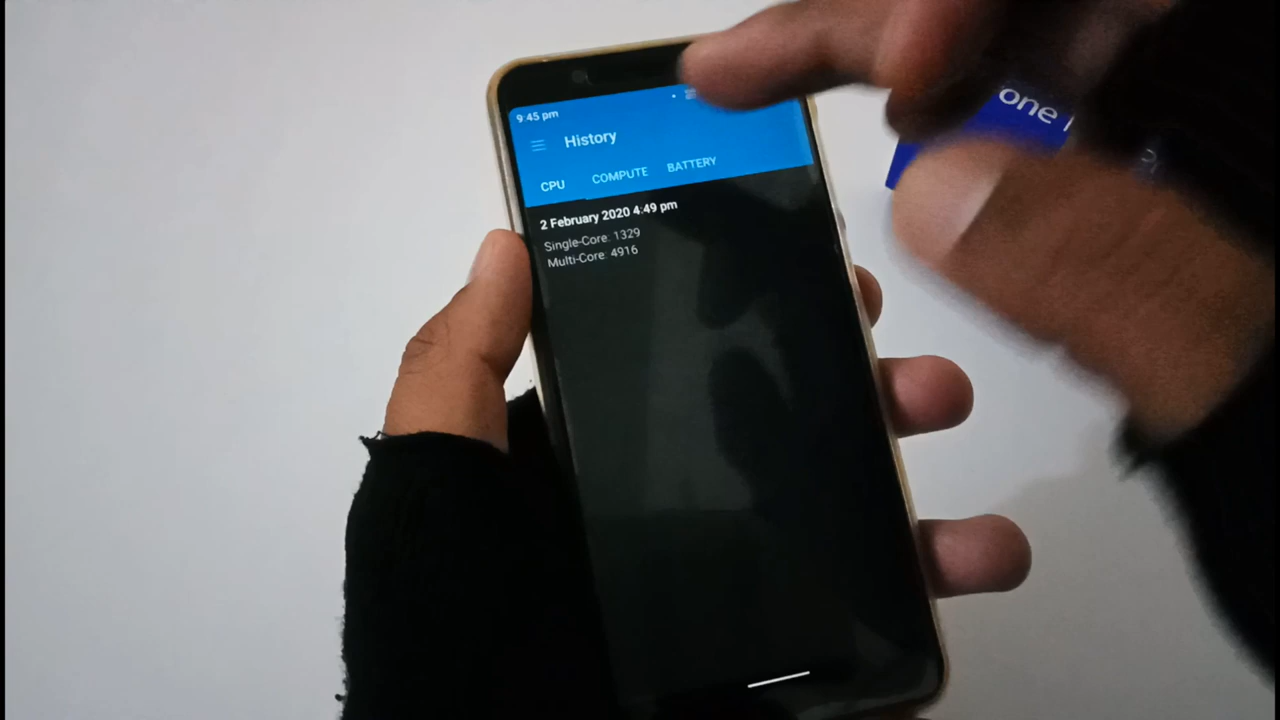 9:45 pm
History
CPU COMPUTE BATTERY
2 February 2020 4:49 pm
Single-Core: 1329
Multi-Core: 4916
one